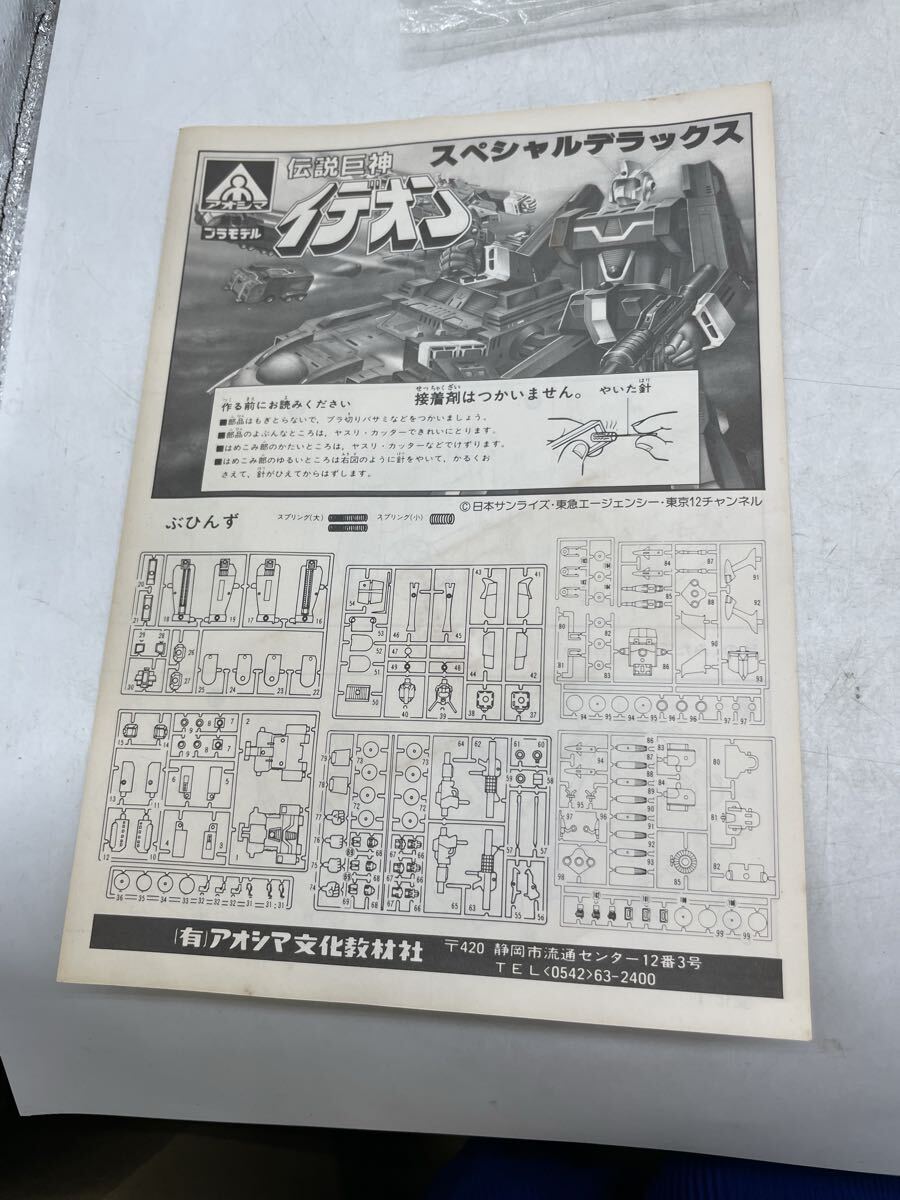 スペシャルデラックス
伝説巨神
イデオン
アオシマ
プラモデル
作る前にお読みください
接着剤はつかいません。
せっちゃくざい
やいた針
■部品はもぎとらないで、プラ切りバサミなどをつかいましょう。
■部品のよぶんなところは、ヤスリ・カッターできれいにとります。
■はめこみ部のかたいところは、ヤスリ・カッターなどでけずります。
■はめこみ部のゆるいところは右図のように針をやいて、かるくお
さえて、針がひえてからはずします。
©日本サンライズ・東急エージェンシー・東京12チャンネル
ぶひんず
スプリング(大)
スプリング(小)
(有)アオシマ文化教材社
〒420 静岡市流通センター12番3号
TEL<0542>63-2400